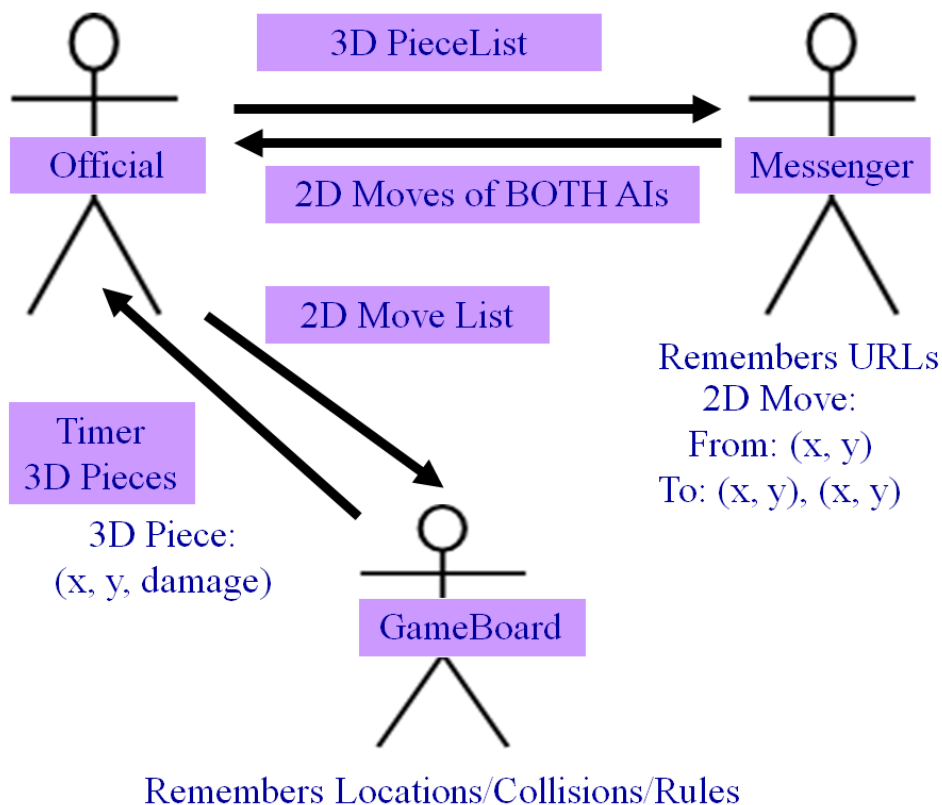 3D PieceList
Official
Messenger
2D Moves of BOTH AIs
2D Move List
Remembers URLs
2D Move:
From: (x, y)
To: (x, y), (x, y)
Timer
3D Pieces
3D Piece:
(x, y, damage)
GameBoard
Remembers Locations/Collisions/Rules